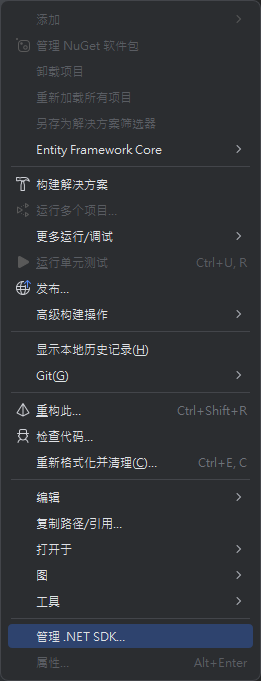 添加
管理 NuGet 软件包
卸载项目
重新加载所有项目
另存为解决方案筛选器
Entity Framework Core
构建解决方案
运行多个项目...
更多运行/调试
运行单元测试 Ctrl+U, R
发布...
高级构建操作
显示本地历史记录(H)
Git(G)
重构此... Ctrl+Shift+R
检查代码...
重新格式化并清理(C)... Ctrl+E, C
编辑
复制路径/引用...
打开于
图
工具
管理 .NET SDK...
属性... Alt+Enter